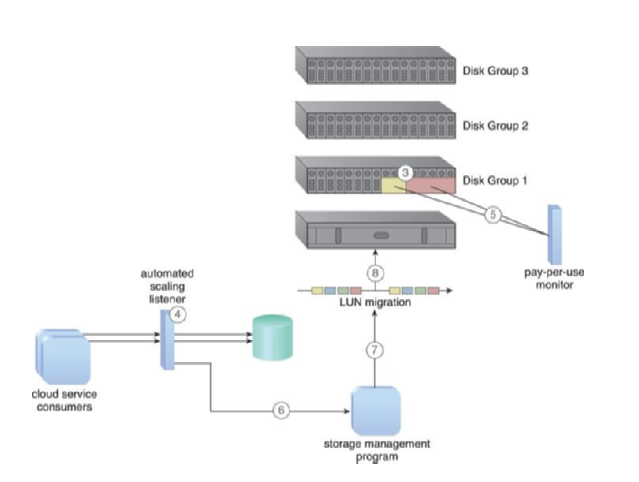 Disk Group 3
Disk Group 2
3
Disk Group 1
5
pay-per-use
monitor
8
automated
scaling
listener
LUN migration
4
7
cloud service
consumers
6
storage management
program